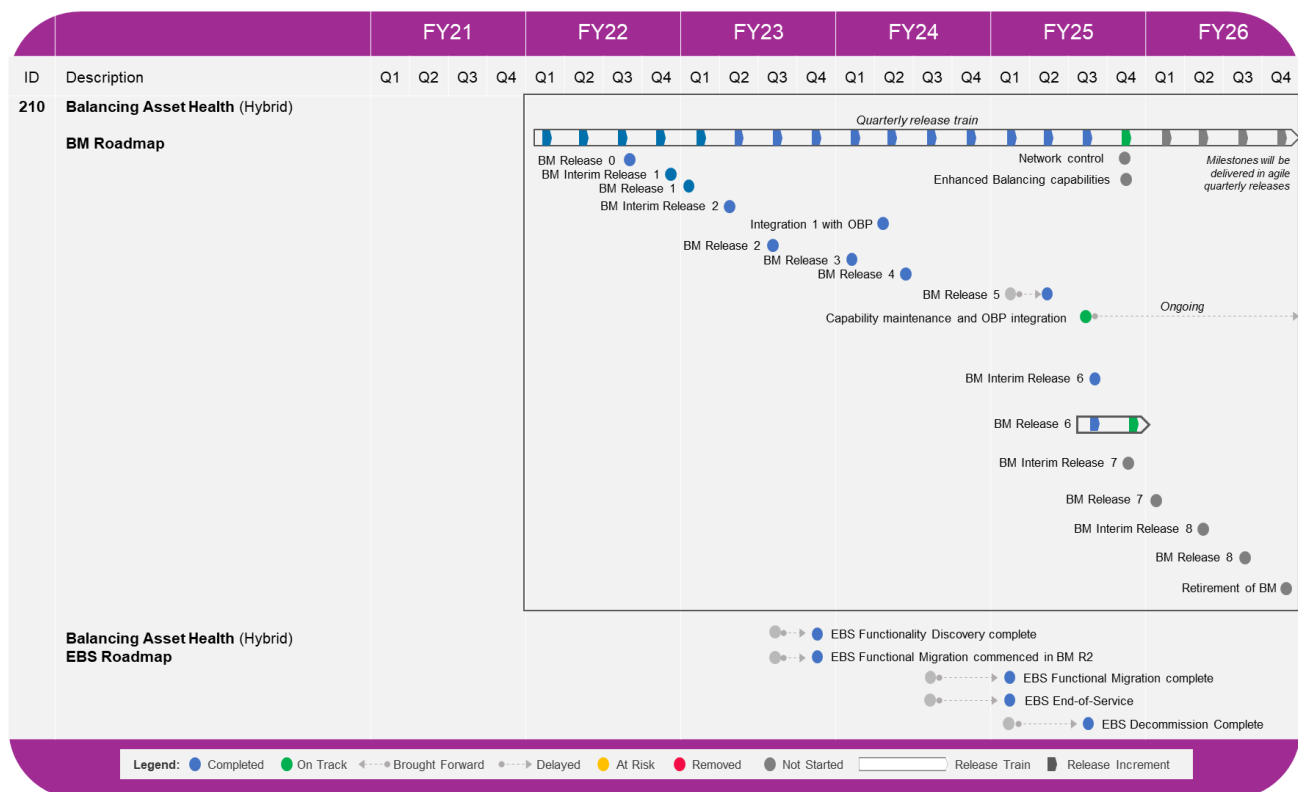 FY21 FY22 FY23 FY24 FY25 FY26
ID Description Q1 Q2 Q3 Q4 Q1 Q2 Q3 Q4 Q1 Q2 Q3 Q4 Q1 Q2 Q3 Q4 Q1 Q2 Q3 Q4 Q1 Q2 Q3 Q4
210 Balancing Asset Health (Hybrid)
Quarterly release train
BM Roadmap
BM Release 0
Network control
Milestones will be
delivered in agile
quarterly releases
BM Interim Release 1
Enhanced Balancing capabilities
BM Release 1
BM Interim Release 2
Integration 1 with OBP
BM Release 2
BM Release 3
BM Release 4
BM Release 5
Ongoing
Capability maintenance and OBP integration
BM Interim Release 6
BM Release 6
BM Interim Release 7
BM Release 7
BM Interim Release 8
BM Release 8
Retirement of BM
Balancing Asset Health (Hybrid)
EBS Roadmap
EBS Functionality Discovery complete
EBS Functional Migration commenced in BM R2
EBS Functional Migration complete
EBS End-of-Service
EBS Decommission Complete
Legend: Completed On Track Brought Forward Delayed At Risk Removed Not Started Release Train Release Increment